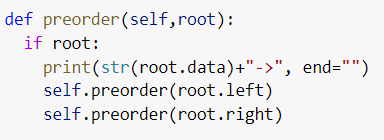 def preorder(self,root):
  if root:
    print(str(root.data)+"->", end="")
    self.preorder(root.left)
    self.preorder(root.right)